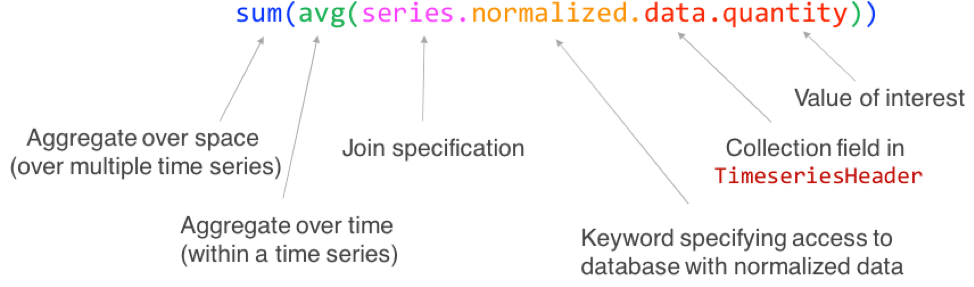 sum(avg(series.normalized.data.quantity))
Value of interest
Aggregate over space
(over multiple time series)
Join specification
Collection field in
TimeseriesHeader
Aggregate over time
(within a time series)
Keyword specifying access to
database with normalized data